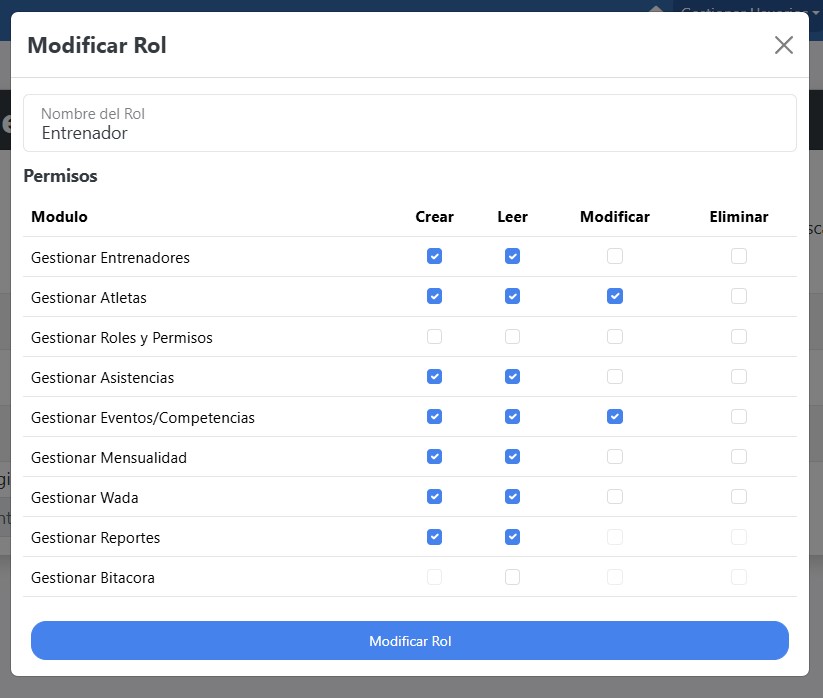 Modificar Rol
Nombre del Rol
Entrenador
Permisos
Modulo Crear Leer Modificar Eliminar
Gestionar Entrenadores
Gestionar Atletas
Gestionar Roles y Permisos
Gestionar Asistencias
Gestionar Eventos/Competencias
Gestionar Mensualidad
Gestionar Wada
Gestionar Reportes
Gestionar Bitacora
Modificar Rol